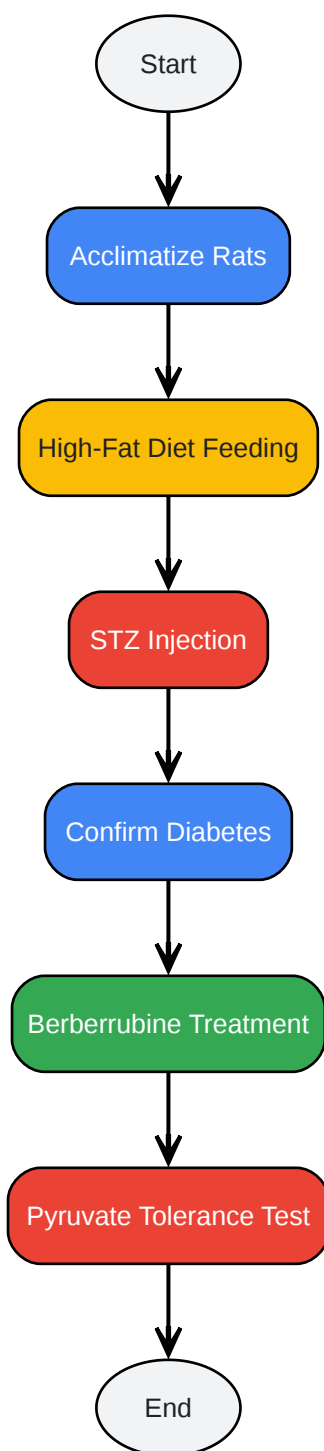 Start
Acclimatize Rats
High-Fat Diet Feeding
STZ Injection
Confirm Diabetes
Berberrubine Treatment
Pyruvate Tolerance Test
End